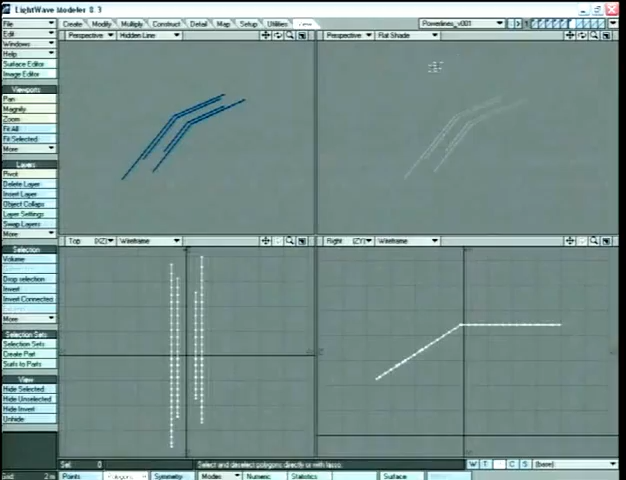 LightWave Modeler 8.3
File
Create Modify Multiply Construct Detail Map Setup Utilities View
Powerlines_v001
Edit
Windows
Help
Surface Editor
Image Editor
Perspective Hidden Line
Perspective Flat Shade
Viewports
Pan
Magnify
Zoom
Fit All
Fit Selected
More
Layers
Pivot
Delete Layer
Insert Layer
Object Collaps
Layer Settings
Swap Layers
More
Top (XZ) Wireframe
Right (ZY) Wireframe
Selection
Volume
Drop selection
Invert
Invert Connected
More
Selection Sets
Selection Sets
Create Part
Surfs to Parts
View
Hide Selected
Hide Unselected
Hide Invert
Unhide
Sel: 0
Select and deselect polygons directly or with lasso.
W T C S (base)
Grid: 2 m
Points Polygons Symmetry Modes Numeric Statistics Surface